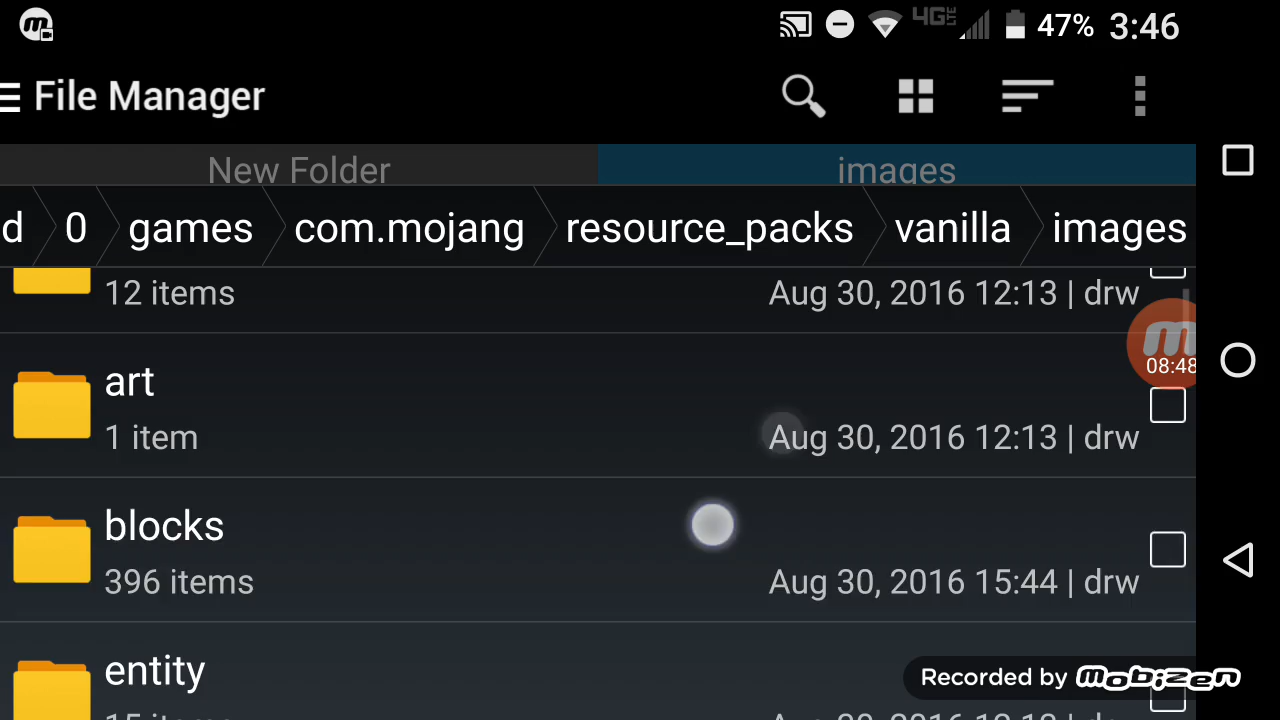 4G LTE 47% 3:46
File Manager
New Folder images
d 0 games com.mojang resource_packs vanilla images
12 items Aug 30, 2016 12:13 | drw
08:48
art
1 item Aug 30, 2016 12:13 | drw
blocks
396 items Aug 30, 2016 15:44 | drw
entity
Recorded by mobizen